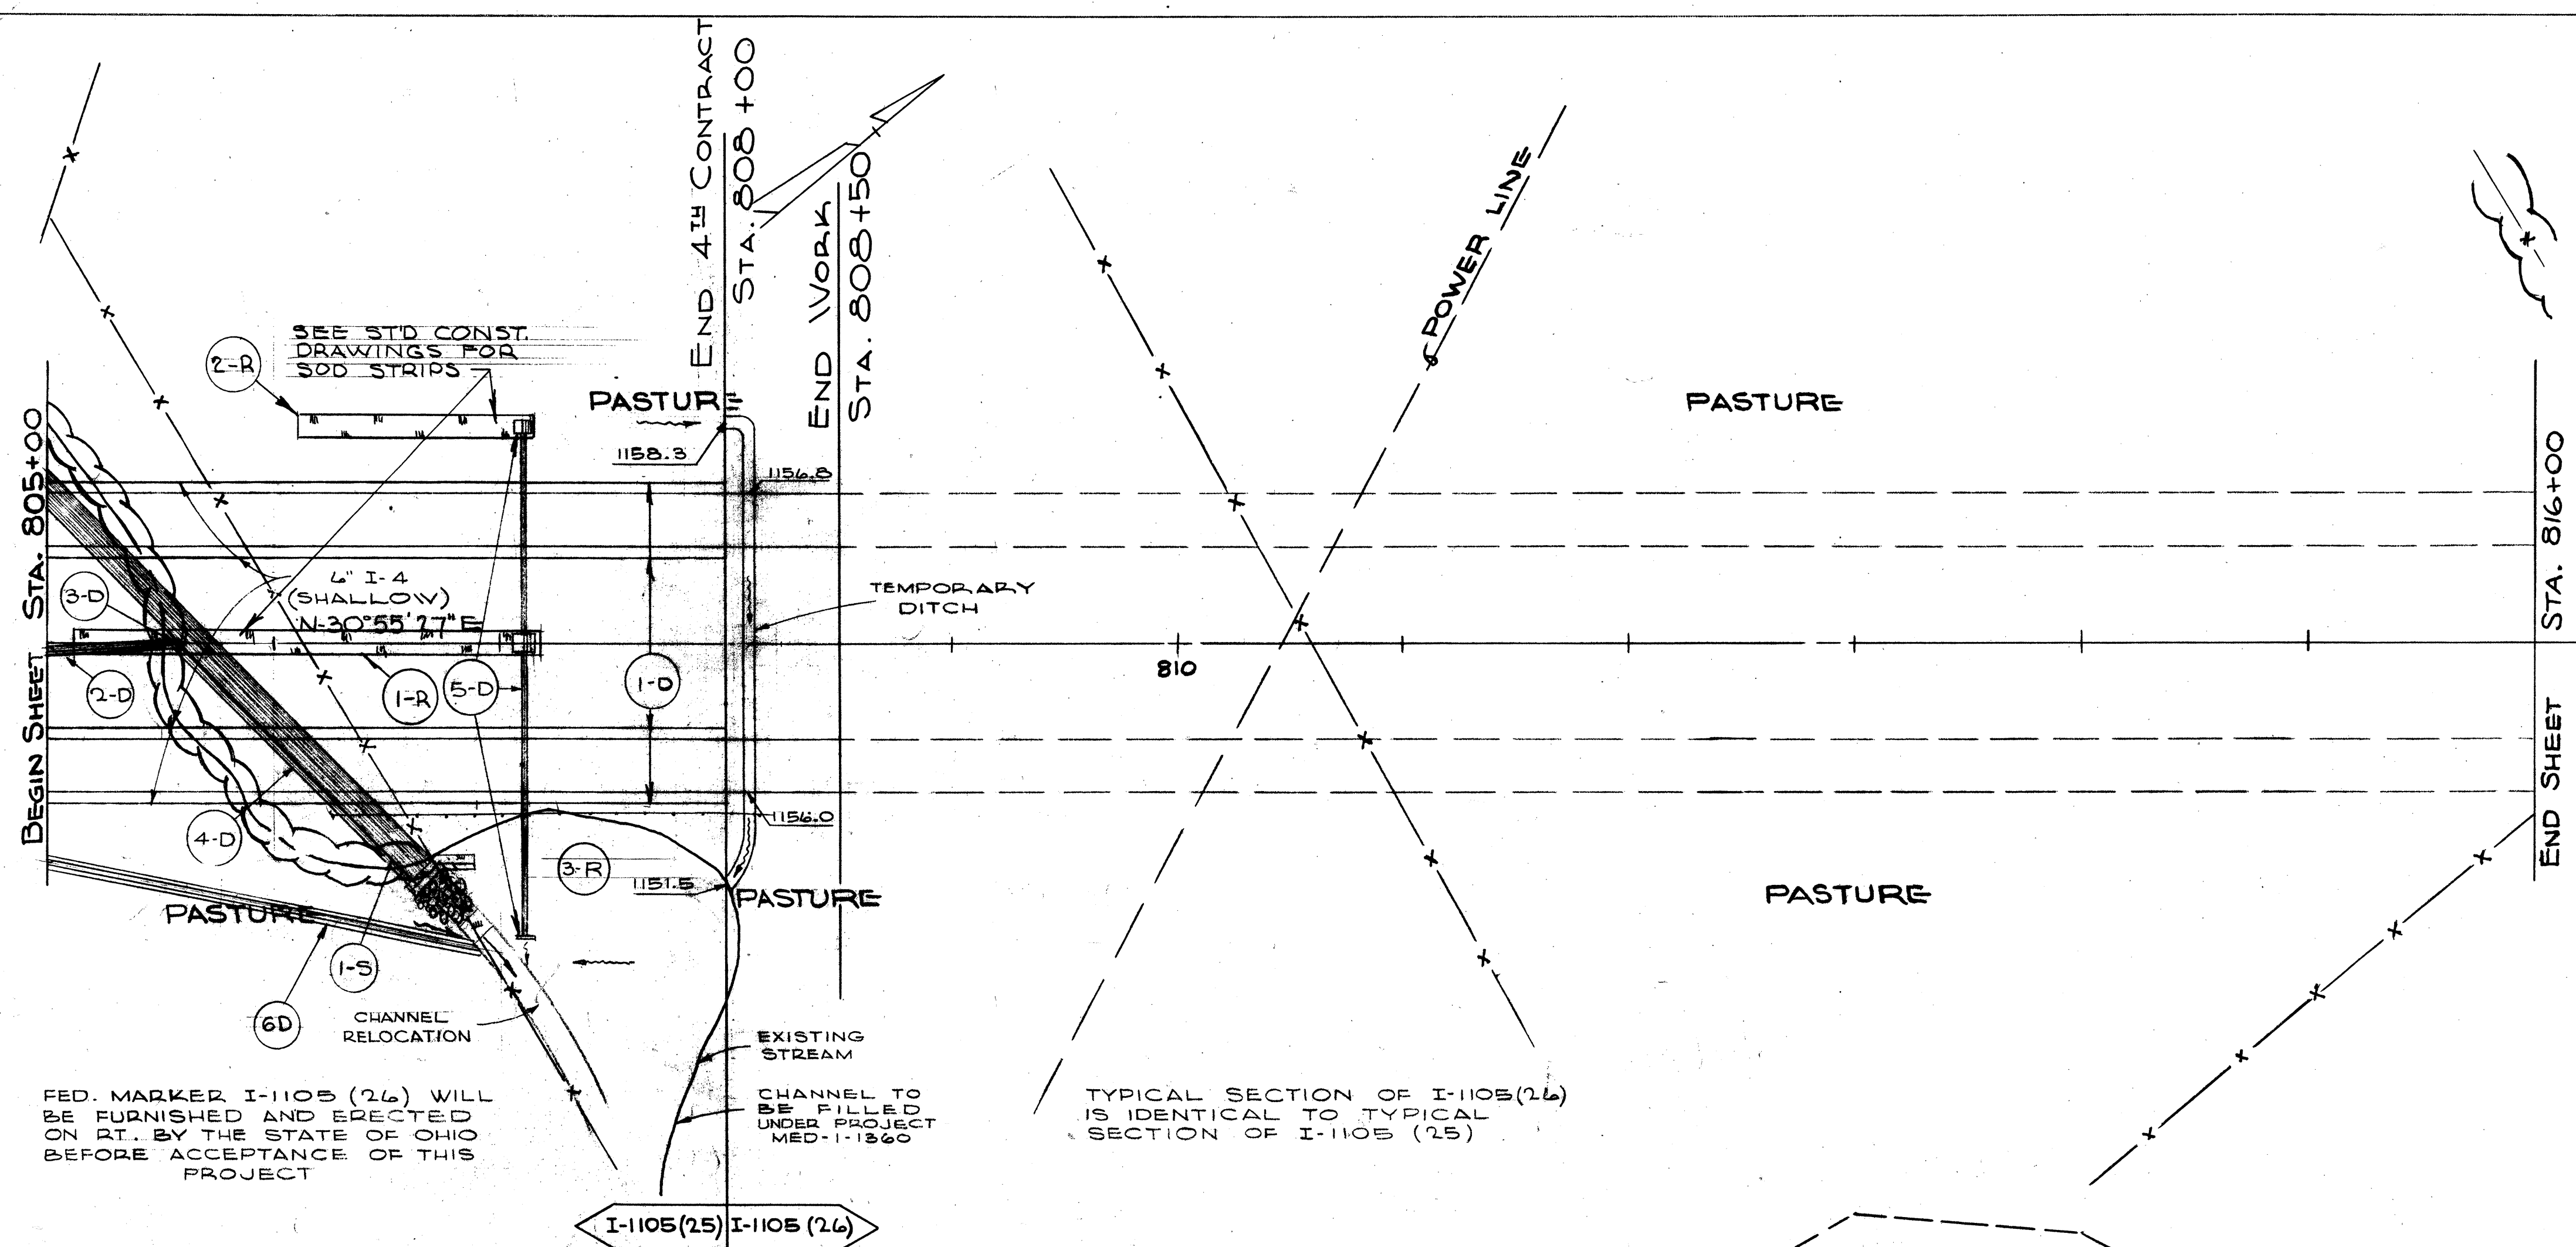 END 4TH CONTRACT
STA. 808+00
END WORK
STA. 808+50
POWER LINE
SEE ST'D CONST.
DRAWINGS FOR
SOD STRIPS
2-R
PASTURE
PASTURE
1158.3
1156.8
BEGIN SHEET STA. 805+00
END SHEET STA. 816+00
3-D
6" I-4
(SHALLOW)
N-30°55'27"E
TEMPORARY
DITCH
2-D
1-R
5-D
1-D
810
4-D
1156.0
3-R
1151.5
PASTURE
PASTURE
PASTURE
1-S
6D
CHANNEL
RELOCATION
EXISTING
STREAM
FED. MARKER I-1105 (26) WILL
BE FURNISHED AND ERECTED
ON RT. BY THE STATE OF OHIO
BEFORE ACCEPTANCE OF THIS
PROJECT
CHANNEL TO
BE FILLED
UNDER PROJECT
MED-1-1360
TYPICAL SECTION OF I-1105(26)
IS IDENTICAL TO TYPICAL
SECTION OF I-1105 (25)
I-1105(25) I-1105 (26)